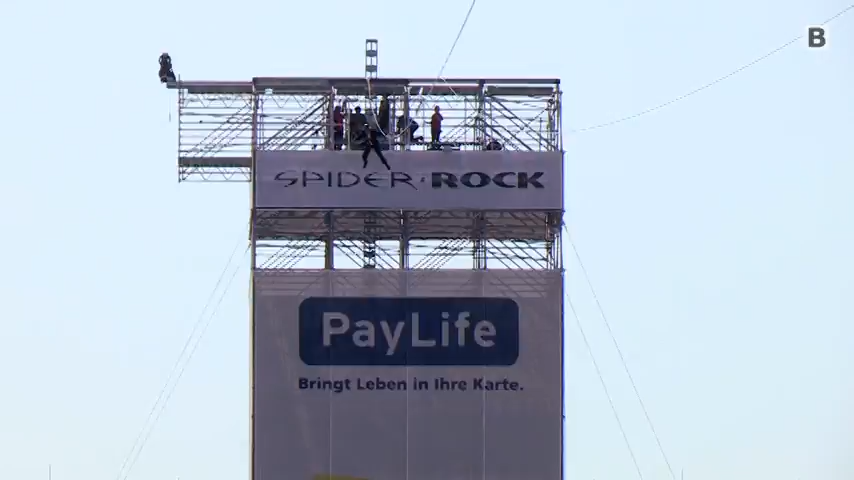 B
SPIDER·ROCK
PayLife
Bringt Leben in Ihre Karte.